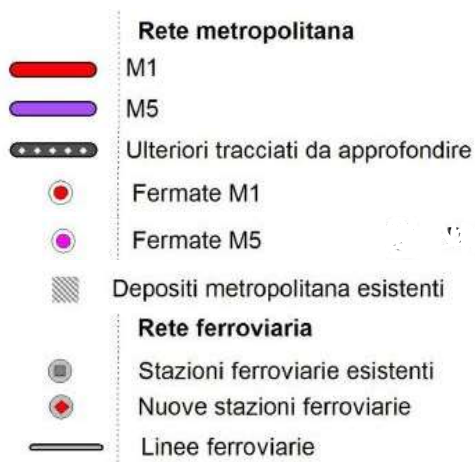 Rete metropolitana
M1
M5
Ulteriori tracciati da approfondire
Fermate M1
Fermate M5
Depositi metropolitana esistenti
Rete ferroviaria
Stazioni ferroviarie esistenti
Nuove stazioni ferroviarie
Linee ferroviarie